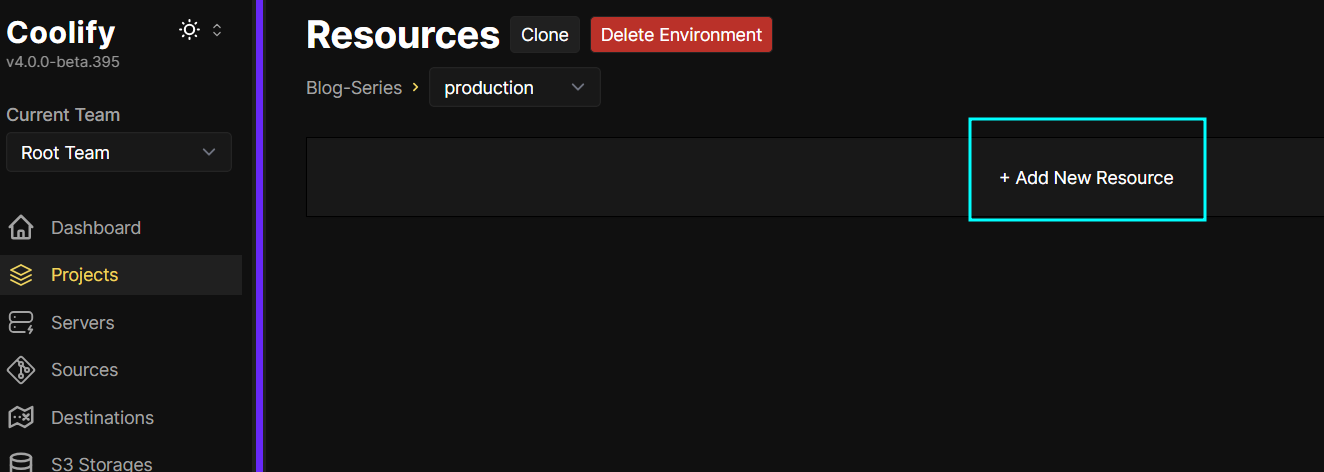 Coolify
v4.0.0-beta.395
Current Team
Root Team
Dashboard
Projects
Servers
Sources
Destinations
S3 Storages
Resources Clone Delete Environment
Blog-Series › production
+ Add New Resource